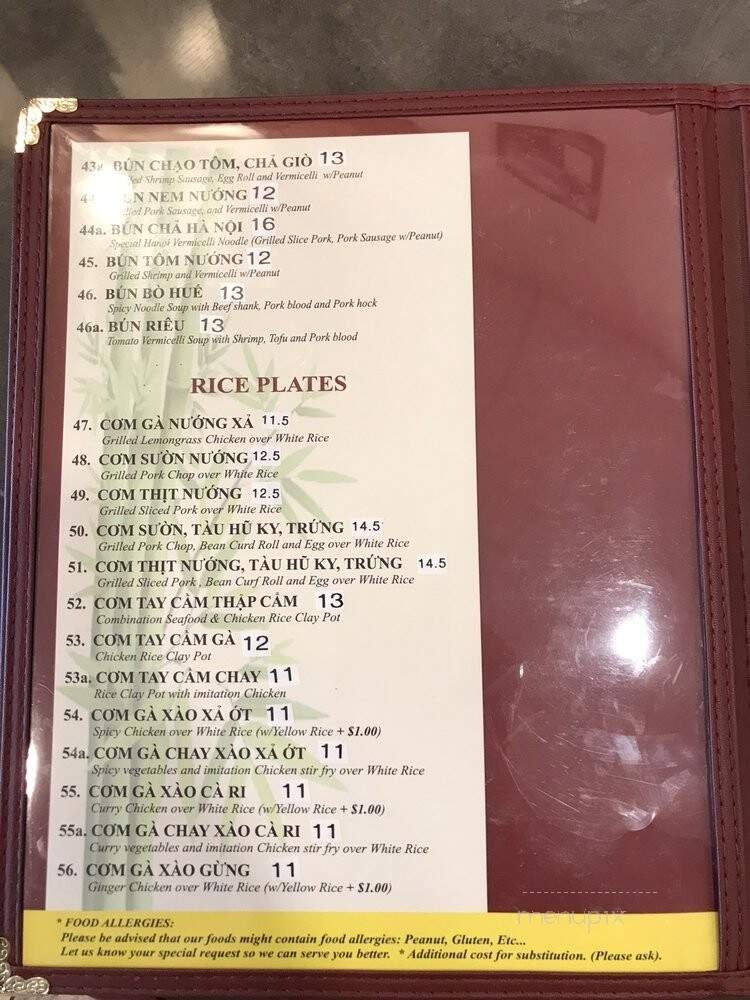 43a. BÚN CHẠO TÔM, CHẢ GIÒ 13
Shrimp Sausage, Egg Roll and Vermicelli w/Peanut
NEM NƯỚNG 12
Pork Sausage, and Vermicelli w/Peanut
44a. BÚN CHẢ HÀ NỘI 16
Special Hanoi Vermicelli Noodle (Grilled Slice Pork, Pork Sausage w/Peanut)
45. BÚN TÔM NƯỚNG 12
Grilled Shrimp and Vermicelli w/Peanut
46. BÚN BÒ HUÉ 13
Spicy Noodle Soup with Beef shank, Pork blood and Pork hock
46a. BÚN RIÊU 13
Tomato Vermicelli Soup with Shrimp, Tofu and Pork blood
RICE PLATES
47. CƠM GÀ NƯỚNG XẢ 11.5
Grilled Lemongrass Chicken over White Rice
48. CƠM SƯỜN NƯỚNG 12.5
Grilled Pork Chop over White Rice
49. CƠM THỊT NƯỚNG 12.5
Grilled Sliced Pork over White Rice
50. CƠM SƯỜN, TÀU HŨ KY, TRỨNG 14.5
Grilled Pork Chop, Bean Curd Roll and Egg over White Rice
51. CƠM THỊT NƯỚNG, TÀU HŨ KY, TRỨNG 14.5
Grilled Sliced Pork , Bean Curf Roll and Egg over White Rice
52. CƠM TAY CẦM THẬP CẨM 13
Combination Seafood & Chicken Rice Clay Pot
53. CƠM TAY CẦM GÀ 12
Chicken Rice Clay Pot
53a. CƠM TAY CẦM CHAY 11
Rice Clay Pot with imitation Chicken
54. CƠM GÀ XÀO XẢ ỚT 11
Spicy Chicken over White Rice (w/Yellow Rice + $1.00)
54a. CƠM GÀ CHAY XÀO XẢ ỚT 11
Spicy vegetables and imitation Chicken stir fry over White Rice
55. CƠM GÀ XÀO CÀ RI 11
Curry Chicken over White Rice (w/Yellow Rice + $1.00)
55a. CƠM GÀ CHAY XÀO CÀ RI 11
Curry vegetables and imitation Chicken stir fry over White Rice
56. CƠM GÀ XÀO GỪNG 11
Ginger Chicken over White Rice (w/Yellow Rice + $1.00)
* FOOD ALLERGIES:
Please be advised that our foods might contain food allergies: Peanut, Gluten, Etc...
Let us know your special request so we can serve you better. * Additional cost for substitution. (Please ask).
menupix